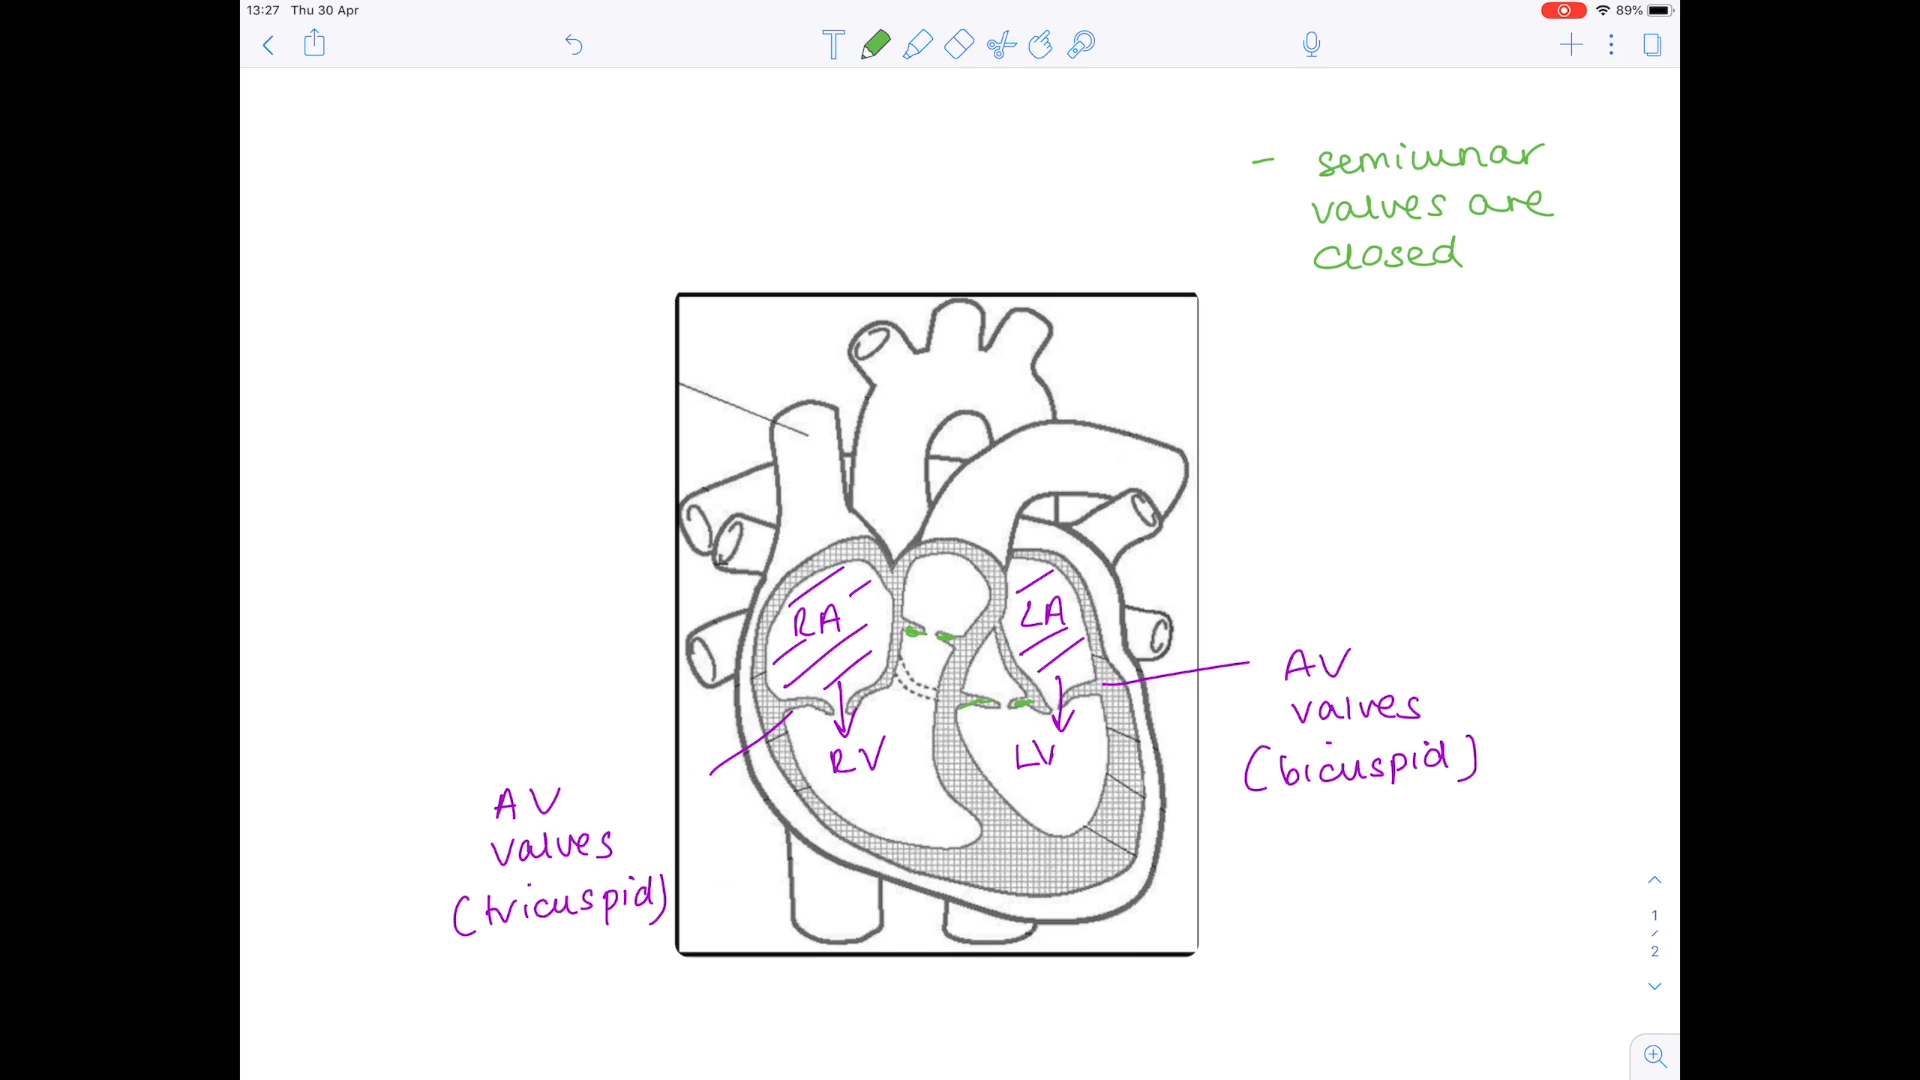 13:27 Thu 30 Apr
89%
T
- semilunar
valves are
closed
RA
LA
AV
valves
(bicuspid)
RV
LV
AV
valves
(tricuspid)
1
/
2